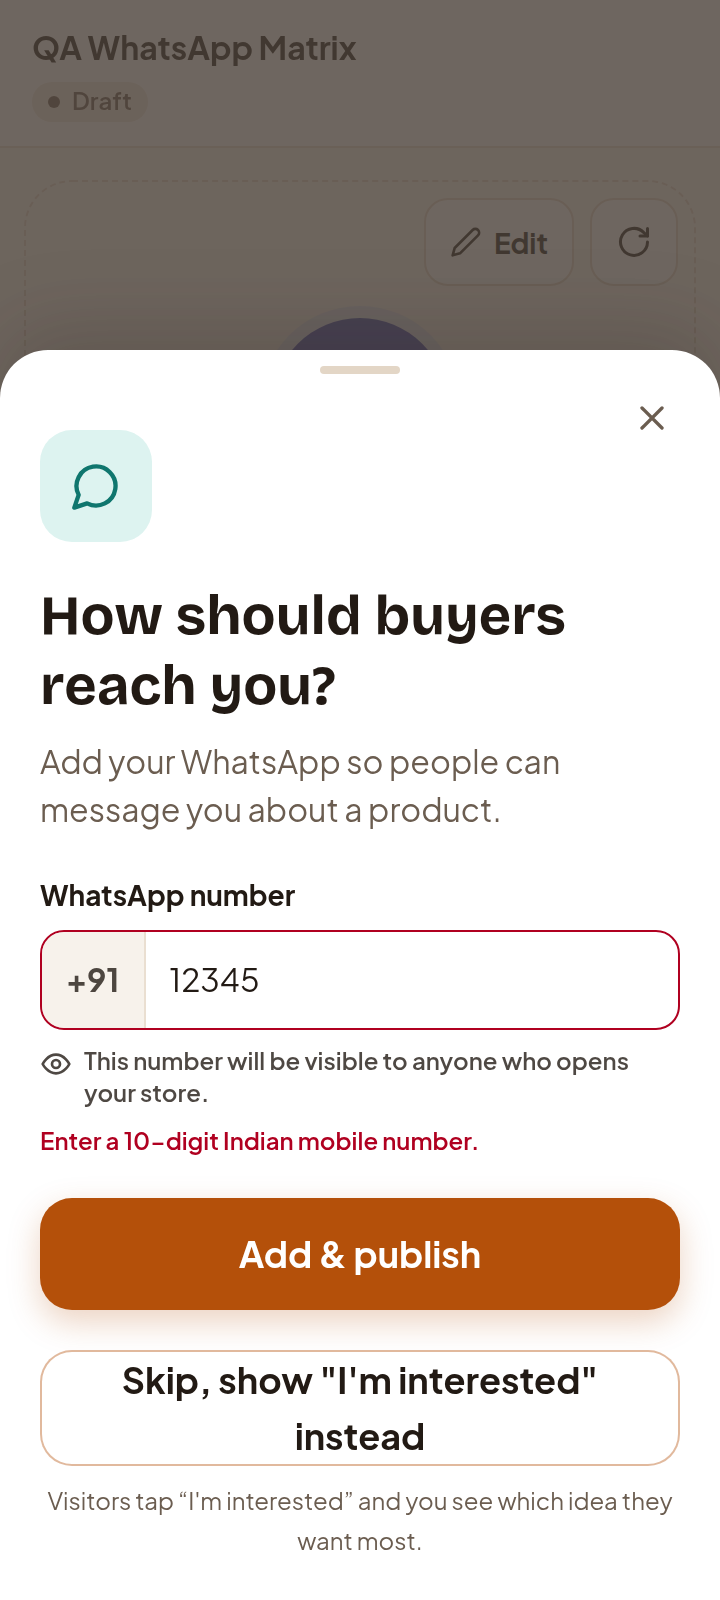 QA WhatsApp Matrix
Draft
Edit
How should buyers
reach you?
Add your WhatsApp so people can
message you about a product.
WhatsApp number
+91 12345
This number will be visible to anyone who opens
your store.
Enter a 10-digit Indian mobile number.
Add & publish
Skip, show "I'm interested"
instead
Visitors tap “I'm interested” and you see which idea they
want most.